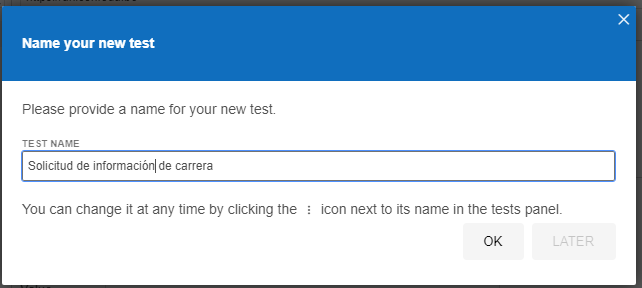 Name your new test
Please provide a name for your new test.
TEST NAME
Solicitud de información de carrera
You can change it at any time by clicking the ⋮ icon next to its name in the tests panel.
OK LATER